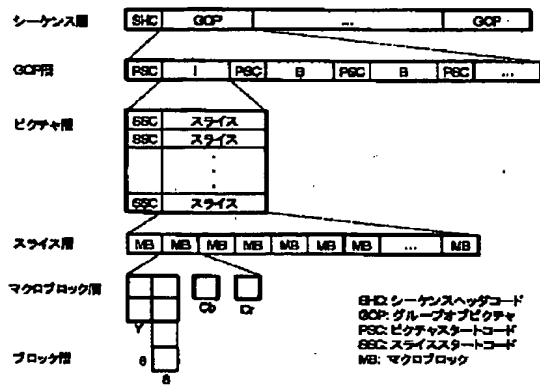 シーケンス層 SHC GOP ... GOP
GOP層 PSC I PSC B PSC B PSC ...
ピクチャ層
SSC スライス
SSC スライス
SSC スライス
スライス層 MB MB MB MB MB MB MB ... MB
マクロブロック層
Y Cb Cr
ブロック層 8
8
SHC: シーケンスヘッダコード
GOP: グループオブピクチャ
PSC: ピクチャスタートコード
SSC: スライススタートコード
MB: マクロブロック